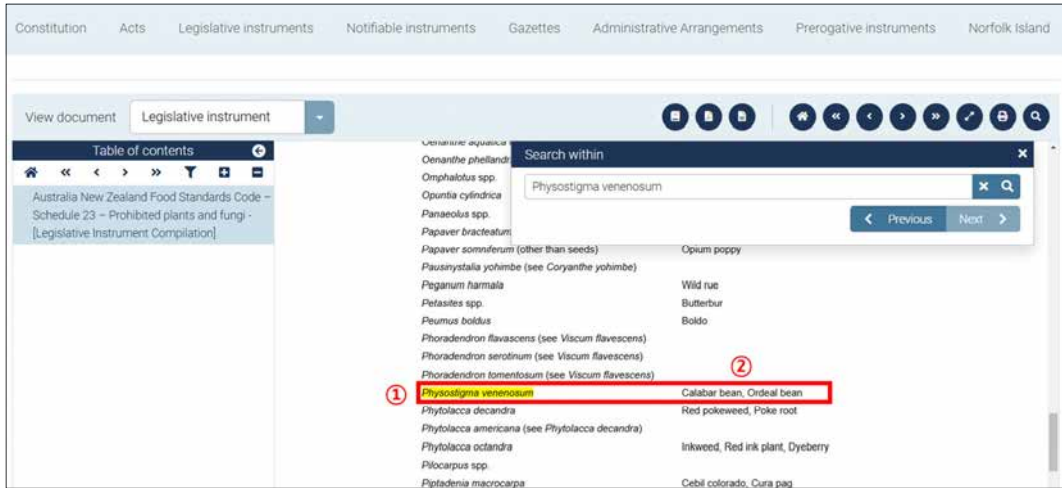 Constitution Acts Legislative instruments Notifiable instruments Gazettes Administrative Arrangements Prerogative instruments Norfolk Island
View document Legislative instrument
Table of contents
Australia New Zealand Food Standards Code –
Schedule 23 – Prohibited plants and fungi -
[Legislative Instrument Compilation]
Search within
Physostigma venenosum
Previous Next
Oenanthe aquatica
Oenanthe phellandr
Omphalotus spp.
Opuntia cylindrica
Panaeolus spp.
Papaver bracteatum
Papaver somniferum (other than seeds) Opium poppy
Pausinystalia yohimbe (see Coryanthe yohimbe)
Peganum harmala Wild rue
Petasites spp. Butterbur
Peumus boldus Boldo
Phoradendron flavascens (see Viscum flavescens)
Phoradendron serotinum (see Viscum flavescens)
Phoradendron tomentosum (see Viscum flavescens)
②
① Physostigma venenosum Calabar bean, Ordeal bean
Phytolacca decandra Red pokeweed, Poke root
Phytolacca americana (see Phytolacca decandra)
Phytolacca octandra Inkweed, Red ink plant, Dyeberry
Pilocarpus spp.
Piptadenia macrocarpa Cebil colorado, Cura pag